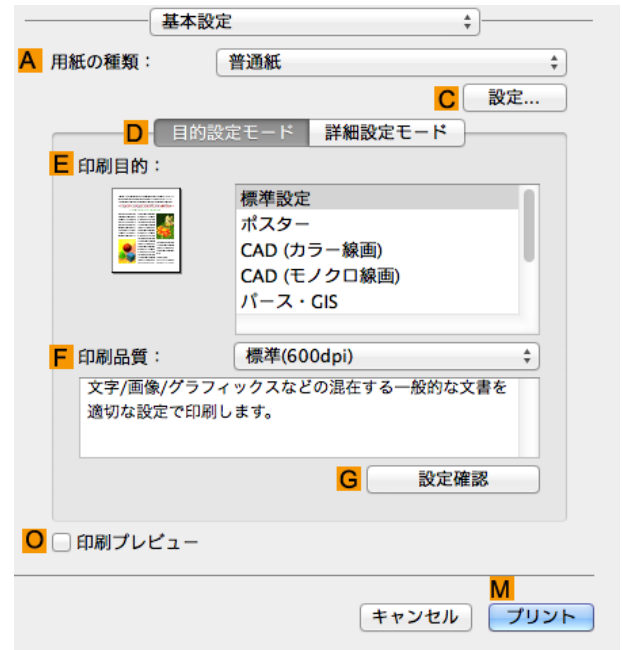 基本設定
A 用紙の種類： 普通紙
C 設定...
D 目的設定モード 詳細設定モード
E 印刷目的：
標準設定
ポスター
CAD (カラー線画)
CAD (モノクロ線画)
パース・GIS
F 印刷品質： 標準(600dpi)
文字/画像/グラフィックスなどの混在する一般的な文書を
適切な設定で印刷します。
G 設定確認
O 印刷プレビュー
M
キャンセル プリント